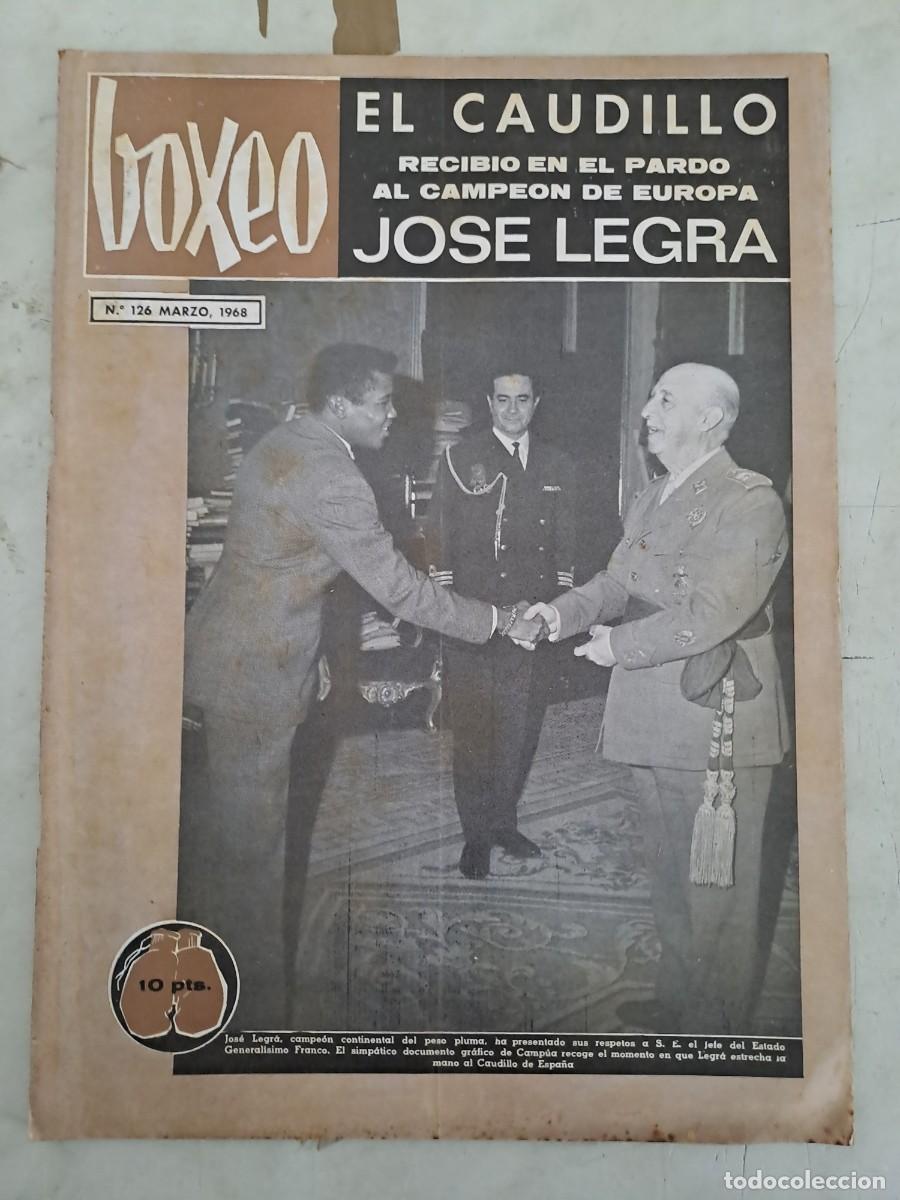 boxeo
EL CAUDILLO
RECIBIO EN EL PARDO
AL CAMPEON DE EUROPA
JOSE LEGRA
N.° 126 MARZO, 1968
10 pts.
José Legrá, campeón continental del peso pluma, ha presentado sus respetos a S. E. el Jefe del Estado
Generalísimo Franco. El simpático documento gráfico de Campúa recoge el momento en que Legrá estrecha la
mano al Caudillo de España
todocoleccion